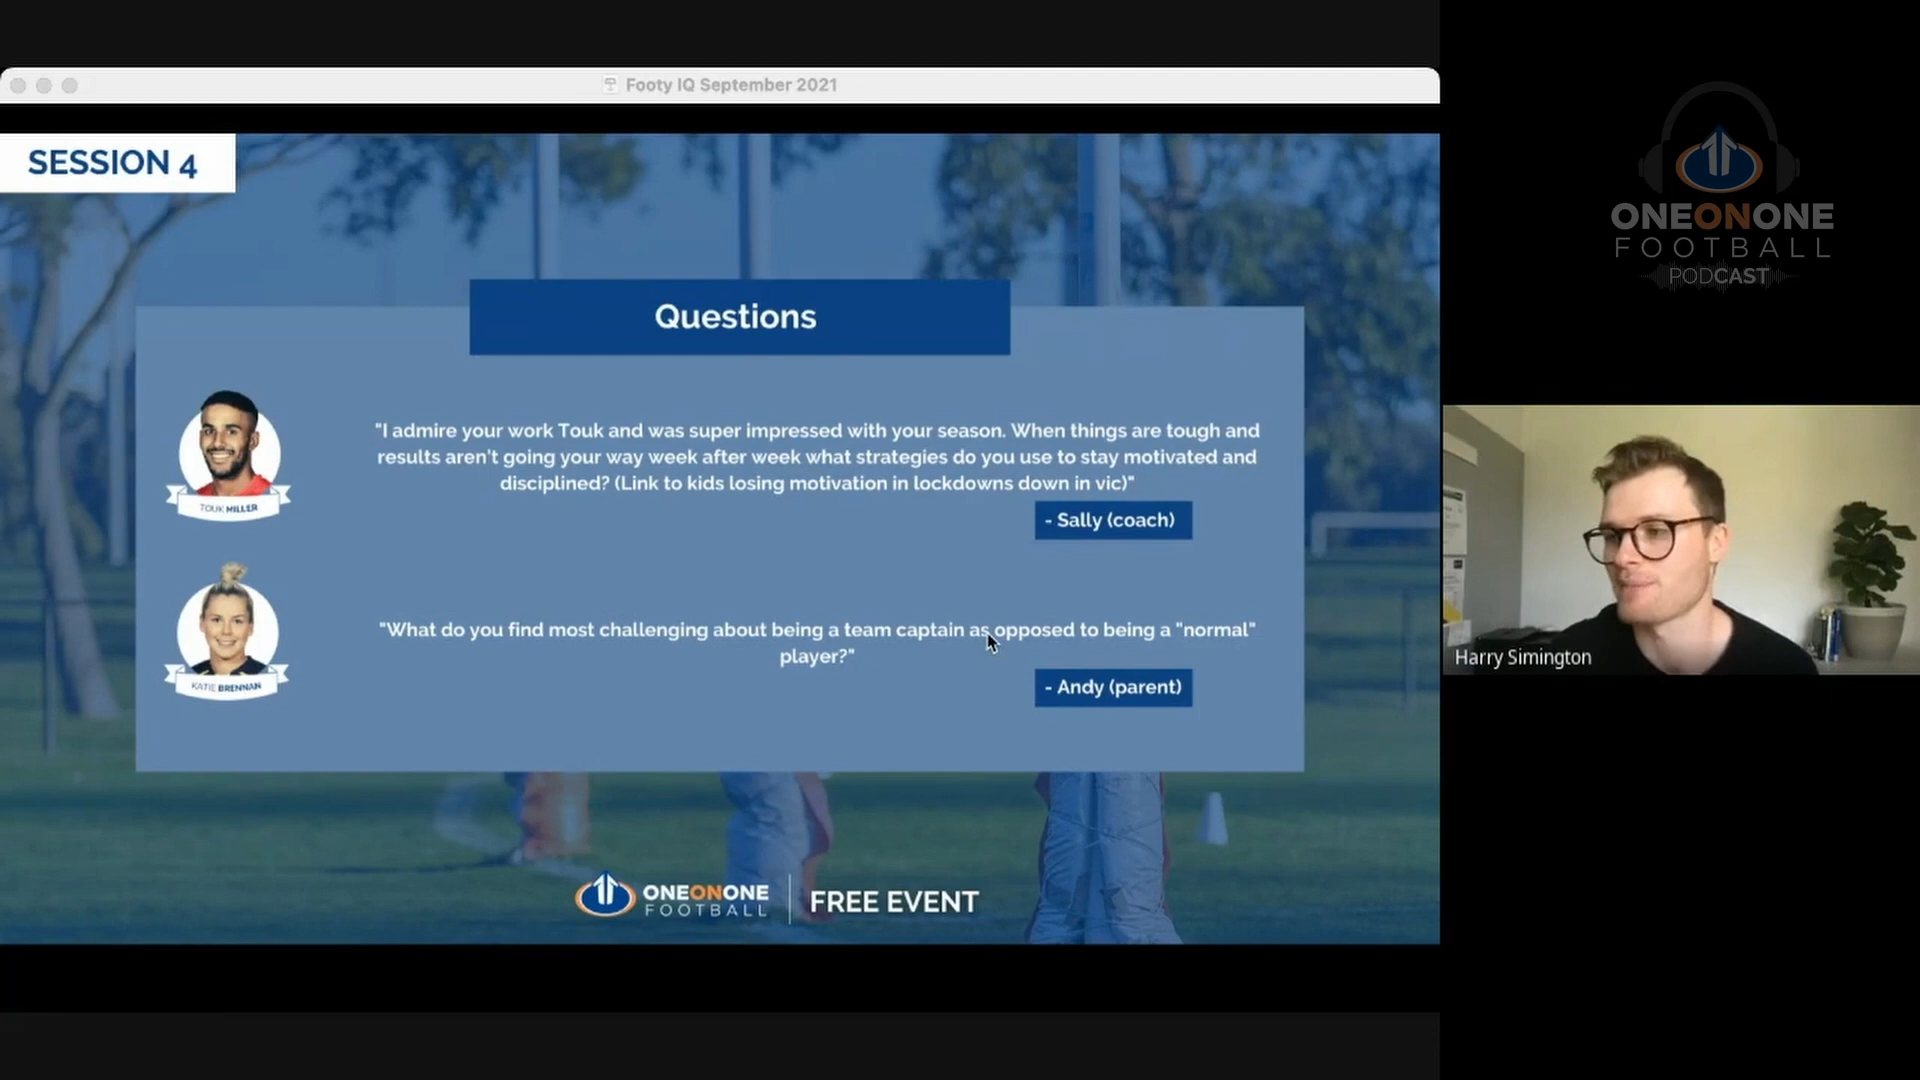 Footy IQ September 2021
SESSION 4
ONEONONE
FOOTBALL
PODCAST
Questions
"I admire your work Touk and was super impressed with your season. When things are tough and
results aren't going your way week after week what strategies do you use to stay motivated and
disciplined? (Link to kids losing motivation in lockdowns down in vic)"
TOUK MILLER
- Sally (coach)
"What do you find most challenging about being a team captain as opposed to being a "normal"
player?"
KATIE BRENNAN
- Andy (parent)
Harry Simington
ONEONONE
FOOTBALL
FREE EVENT